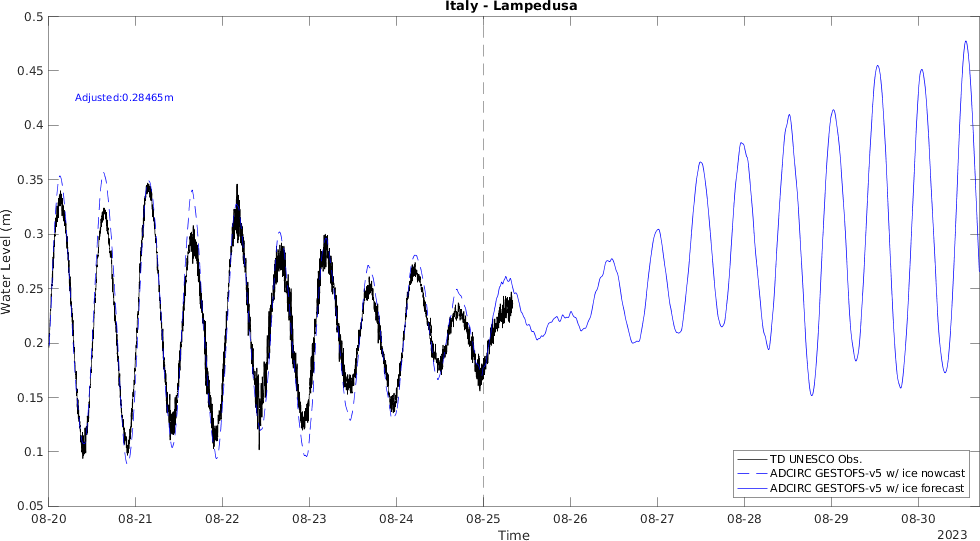 Italy - Lampedusa
0.5
0.45
Adjusted:0.28465m
0.4
0.35
0.3
Water Level (m)
0.25
0.2
0.15
0.1
0.05
TD UNESCO Obs.
ADCIRC GESTOFS-v5 w/ ice nowcast
ADCIRC GESTOFS-v5 w/ ice forecast
08-20 08-21 08-22 08-23 08-24 08-25 08-26 08-27 08-28 08-29 08-30
Time
2023